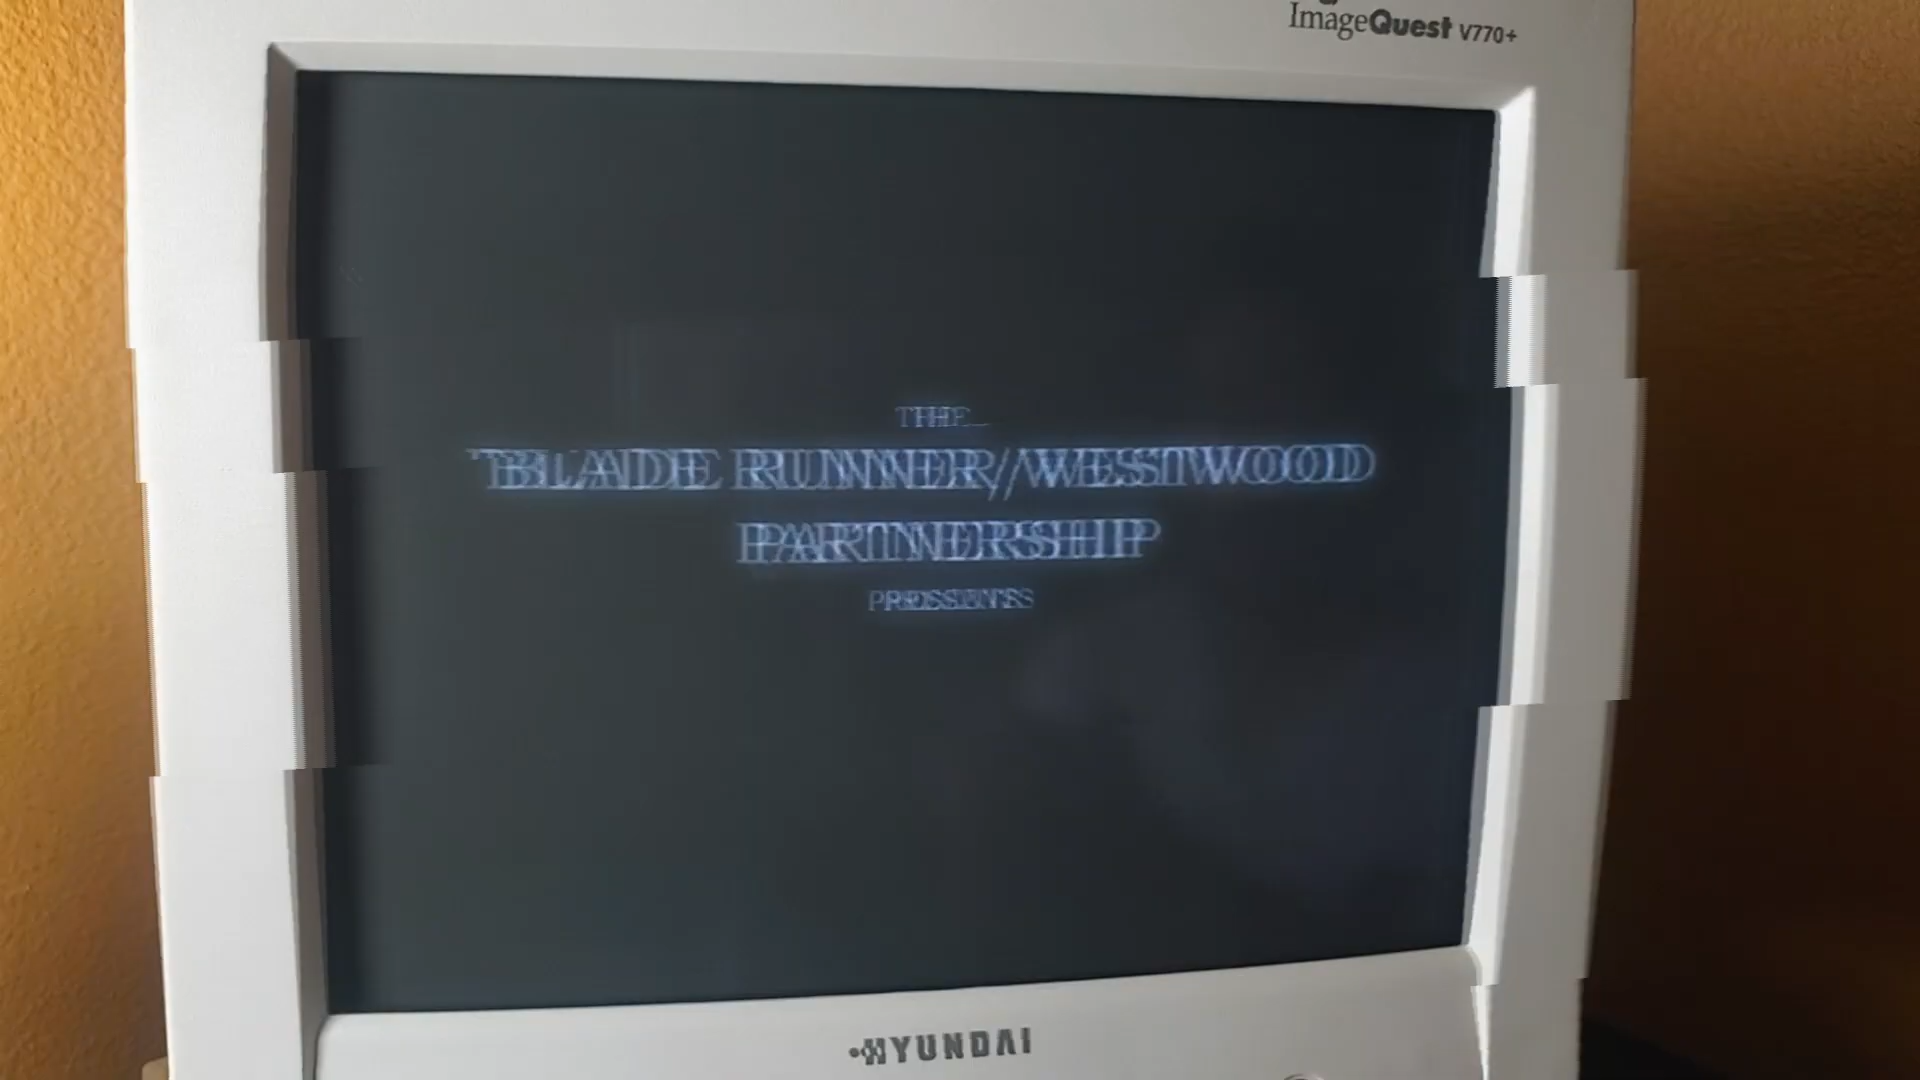 ImageQuest V770+
THE
BLADE RUNNER/WESTWOOD
PARTNERSHIP
PRESENTS
HYUNDAI